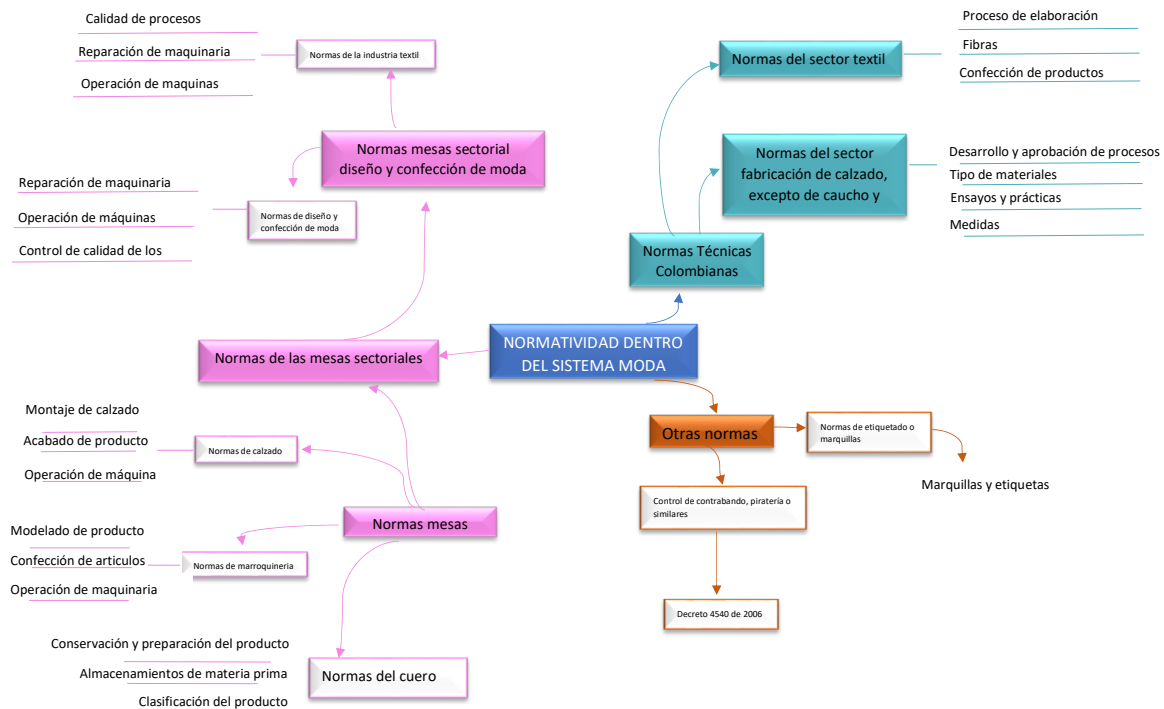 Calidad de procesos
Reparación de maquinaria
Operación de maquinas
Normas de la industria textil
Normas mesas sectorial
diseño y confección de moda
Reparación de maquinaria
Operación de máquinas
Control de calidad de los
Normas de diseño y
confección de moda
Normas de las mesas sectoriales
Montaje de calzado
Acabado de producto
Operación de máquina
Normas de calzado
Normas mesas
Modelado de producto
Confección de articulos
Operación de maquinaria
Normas de marroquineria
Conservación y preparación del producto
Almacenamientos de materia prima
Clasificación del producto
Normas del cuero
NORMATIVIDAD DENTRO
DEL SISTEMA MODA
Normas Técnicas
Colombianas
Normas del sector textil
Proceso de elaboración
Fibras
Confección de productos
Normas del sector
fabricación de calzado,
excepto de caucho y
Desarrollo y aprobación de procesos
Tipo de materiales
Ensayos y prácticas
Medidas
Otras normas
Normas de etiquetado o
marquillas
Marquillas y etiquetas
Control de contrabando, piratería o
similares
Decreto 4540 de 2006